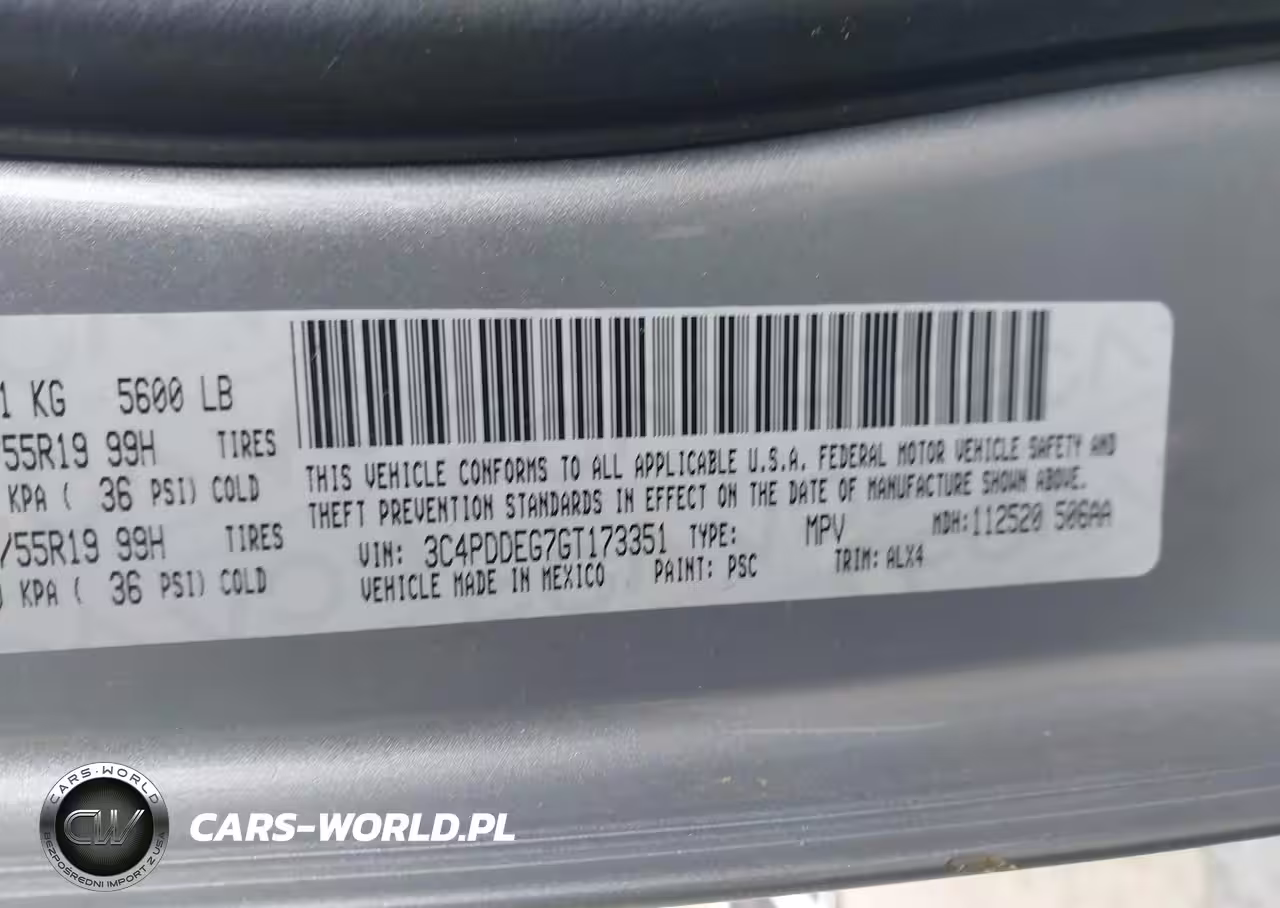 1 KG 5600 LB
55R19 99H TIRES
KPA ( 36 PSI) COLD
/55R19 99H TIRES
KPA ( 36 PSI) COLD
THIS VEHICLE CONFORMS TO ALL APPLICABLE U.S.A. FEDERAL MOTOR VEHICLE SAFETY AND
THEFT PREVENTION STANDARDS IN EFFECT ON THE DATE OF MANUFACTURE SHOWN ABOVE.
VIN: 3C4PDDEG7GT173351 TYPE: MPV MDH:112520 506AA
VEHICLE MADE IN MEXICO PAINT: PSC TRIM: ALX4
CARS-WORLD
CW
BEZPOŚREDNI IMPORT Z USA
CARS-WORLD.PL